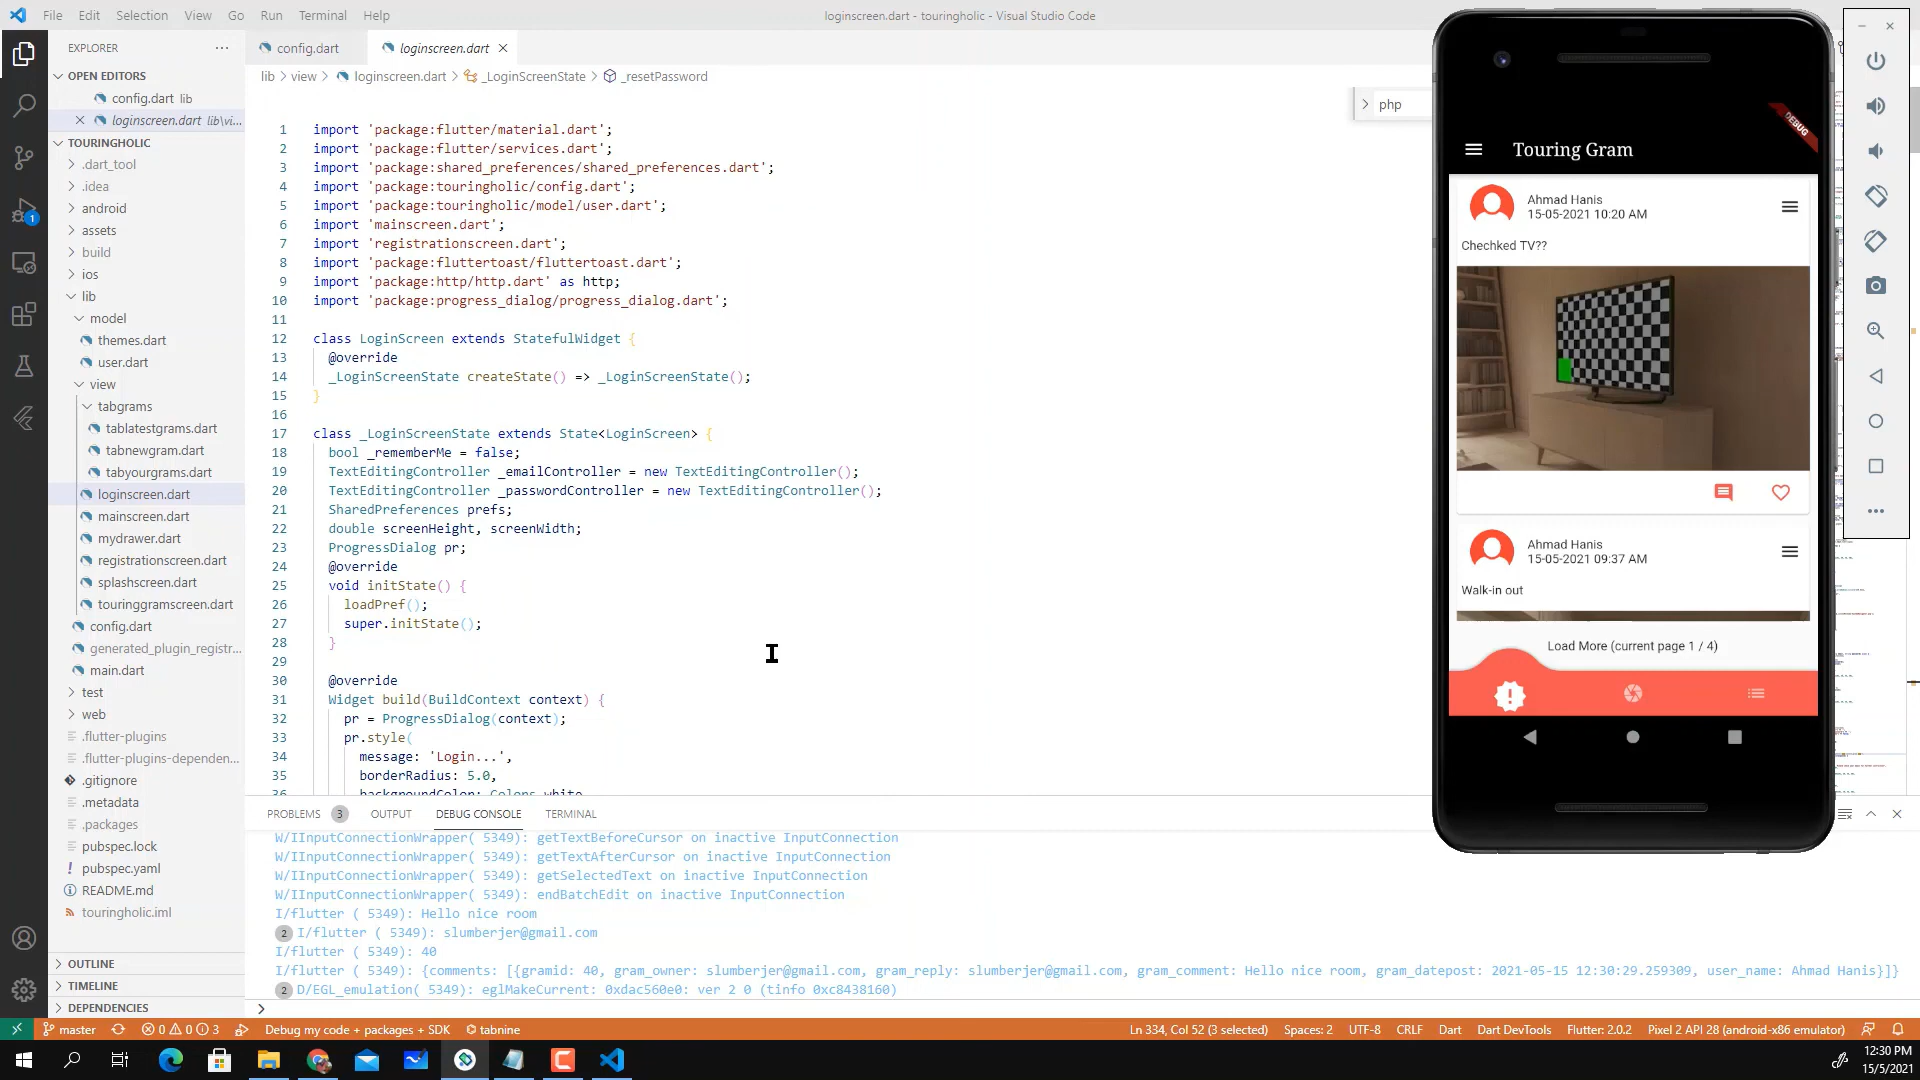 File Edit Selection View Go Run Terminal Help
loginscreen.dart - touringholic - Visual Studio Code
EXPLORER
OPEN EDITORS
config.dart lib
loginscreen.dart lib\vi...
TOURINGHOLIC
.dart_tool
.idea
android
assets
build
ios
lib
model
themes.dart
user.dart
view
tabgrams
tablatestgrams.dart
tabnewgram.dart
tabyourgrams.dart
loginscreen.dart
mainscreen.dart
mydrawer.dart
registrationscreen.dart
splashscreen.dart
touringgramscreen.dart
config.dart
generated_plugin_registr...
main.dart
test
web
.flutter-plugins
.flutter-plugins-dependen...
.gitignore
.metadata
.packages
pubspec.lock
pubspec.yaml
README.md
touringholic.iml
OUTLINE
TIMELINE
DEPENDENCIES
config.dart loginscreen.dart
lib > view > loginscreen.dart > _LoginScreenState > _resetPassword
php
1 import 'package:flutter/material.dart';
2 import 'package:flutter/services.dart';
3 import 'package:shared_preferences/shared_preferences.dart';
4 import 'package:touringholic/config.dart';
5 import 'package:touringholic/model/user.dart';
6 import 'mainscreen.dart';
7 import 'registrationscreen.dart';
8 import 'package:fluttertoast/fluttertoast.dart';
9 import 'package:http/http.dart' as http;
10 import 'package:progress_dialog/progress_dialog.dart';
11
12 class LoginScreen extends StatefulWidget {
13 @override
14 _LoginScreenState createState() => _LoginScreenState();
15 }
16
17 class _LoginScreenState extends State<LoginScreen> {
18 bool _rememberMe = false;
19 TextEditingController _emailController = new TextEditingController();
20 TextEditingController _passwordController = new TextEditingController();
21 SharedPreferences prefs;
22 double screenHeight, screenWidth;
23 ProgressDialog pr;
24 @override
25 void initState() {
26 loadPref();
27 super.initState();
28 }
29
30 @override
31 Widget build(BuildContext context) {
32 pr = ProgressDialog(context);
33 pr.style(
34 message: 'Login...',
35 borderRadius: 5.0,
36 backgroundColor: Colors.white,
PROBLEMS 3 OUTPUT DEBUG CONSOLE TERMINAL
W/IInputConnectionWrapper( 5349): getTextBeforeCursor on inactive InputConnection
W/IInputConnectionWrapper( 5349): getTextAfterCursor on inactive InputConnection
W/IInputConnectionWrapper( 5349): getSelectedText on inactive InputConnection
W/IInputConnectionWrapper( 5349): endBatchEdit on inactive InputConnection
I/flutter ( 5349): Hello nice room
2 I/flutter ( 5349): slumberjer@gmail.com
I/flutter ( 5349): 40
I/flutter ( 5349): {comments: [{gramid: 40, gram_owner: slumberjer@gmail.com, gram_reply: slumberjer@gmail.com, gram_comment: Hello nice room, gram_datepost: 2021-05-15 12:30:29.259309, user_name: Ahmad Hanis}]}
2 D/EGL_emulation( 5349): eglMakeCurrent: 0xdac560e0: ver 2 0 (tinfo 0xc8438160)
DEBUG
Touring Gram
Ahmad Hanis
15-05-2021 10:20 AM
Chechked TV??
Ahmad Hanis
15-05-2021 09:37 AM
Walk-in out
Load More (current page 1 / 4)
1
master 0 0 3 Debug my code + packages + SDK tabnine
Ln 334, Col 52 (3 selected) Spaces: 2 UTF-8 CRLF Dart Dart DevTools Flutter: 2.0.2 Pixel 2 API 28 (android-x86 emulator)
12:30 PM
15/5/2021